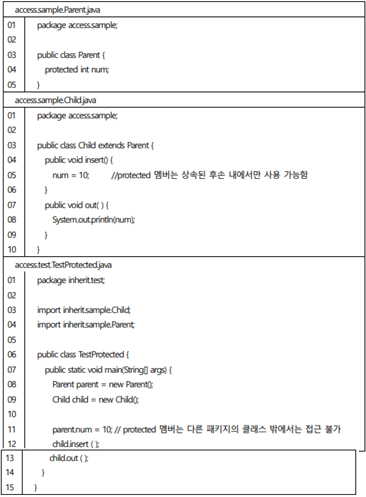 access.sample.Parent.java
01 package access.sample;
02
03 public class Parent {
04 protected int num;
05 }
access.sample.Child.java
01 package access.sample;
02
03 public class Child extends Parent {
04 public void insert() {
05 num = 10; //protected 멤버는 상속된 후손 내에서만 사용 가능함
06 }
07 public void out( ) {
08 System.out.println(num);
09 }
10 }
access.test.TestProtected.java
01 package inherit.test;
02
03 import inherit.sample.Child;
04 import inherit.sample.Parent;
05
06 public class TestProtected {
07 public static void main(String[] args) {
08 Parent parent = new Parent();
09 Child child = new Child();
10
11 parent.num = 10; // protected 멤버는 다른 패키지의 클래스 밖에서는 접근 불가
12 child.insert ( );
13 child.out ( );
14 }
15 }